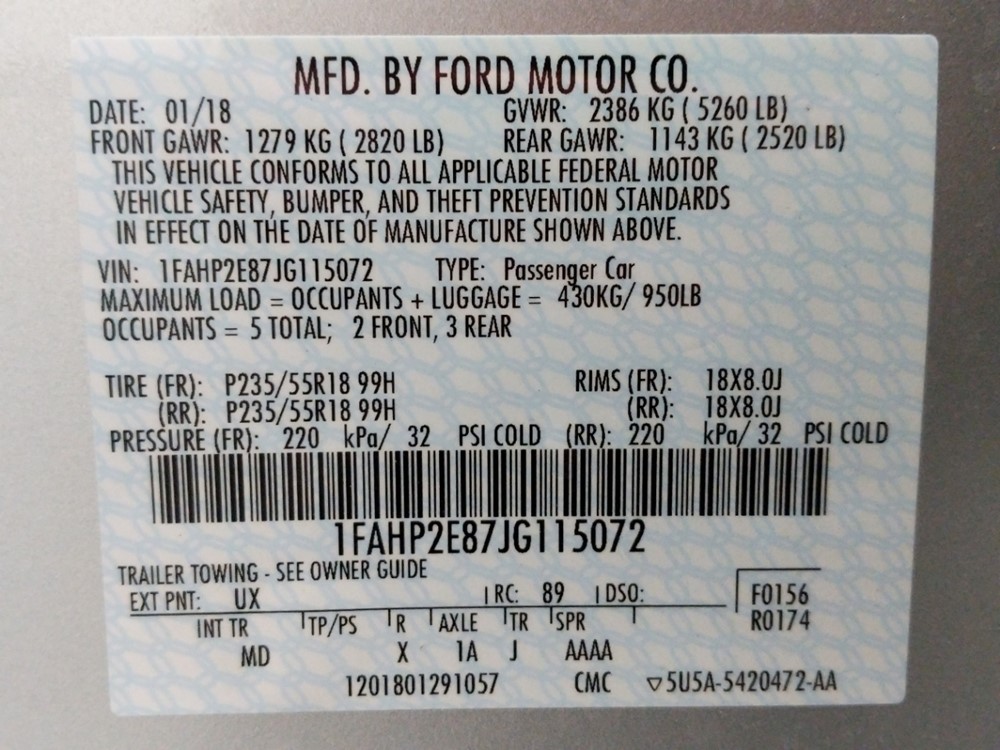 MFD. BY FORD MOTOR CO.
DATE: 01/18 GVWR: 2386 KG ( 5260 LB)
FRONT GAWR: 1279 KG ( 2820 LB) REAR GAWR: 1143 KG ( 2520 LB)
THIS VEHICLE CONFORMS TO ALL APPLICABLE FEDERAL MOTOR
VEHICLE SAFETY, BUMPER, AND THEFT PREVENTION STANDARDS
IN EFFECT ON THE DATE OF MANUFACTURE SHOWN ABOVE.
VIN: 1FAHP2E87JG115072 TYPE: Passenger Car
MAXIMUM LOAD = OCCUPANTS + LUGGAGE = 430KG/ 950LB
OCCUPANTS = 5 TOTAL; 2 FRONT, 3 REAR
TIRE (FR): P235/55R18 99H RIMS (FR): 18X8.0J
(RR): P235/55R18 99H (RR): 18X8.0J
PRESSURE (FR): 220 kPa/ 32 PSI COLD (RR): 220 kPa/ 32 PSI COLD
1FAHP2E87JG115072
TRAILER TOWING - SEE OWNER GUIDE
EXT PNT: UX RC: 89 DSO: F0156
INT TR TP/PS R AXLE TR SPR R0174
MD X 1A J AAAA
1201801291057 CMC ▽5U5A-5420472-AA